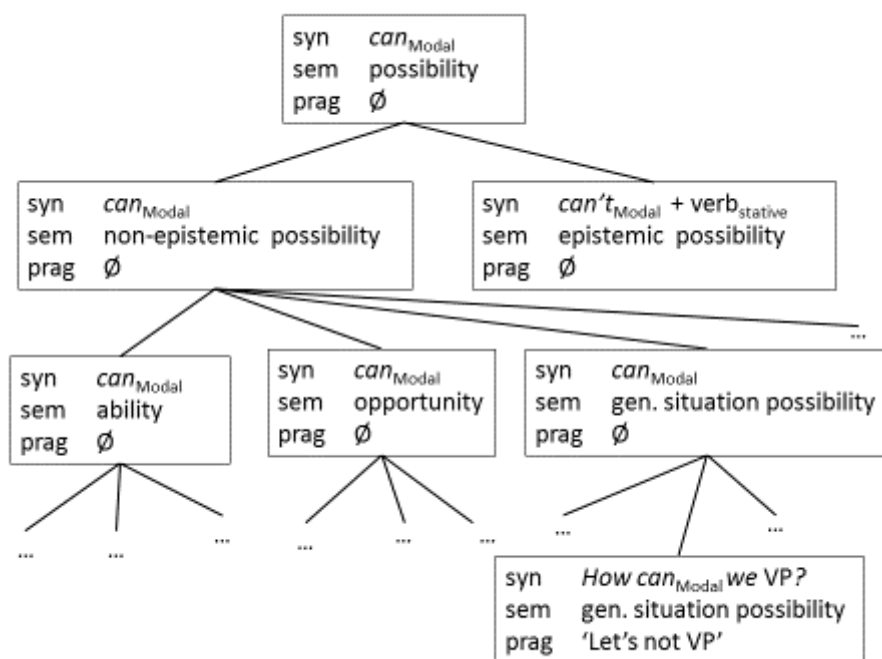 syn can_Modal
sem possibility
prag Ø
syn can_Modal
sem non-epistemic possibility
prag Ø
syn can't_Modal + verb_stative
sem epistemic possibility
prag Ø
...
syn can_Modal
sem ability
prag Ø
syn can_Modal
sem opportunity
prag Ø
syn can_Modal
sem gen. situation possibility
prag Ø
...
...
...
...
...
...
...
...
syn How can_Modal we VP?
sem gen. situation possibility
prag 'Let's not VP'